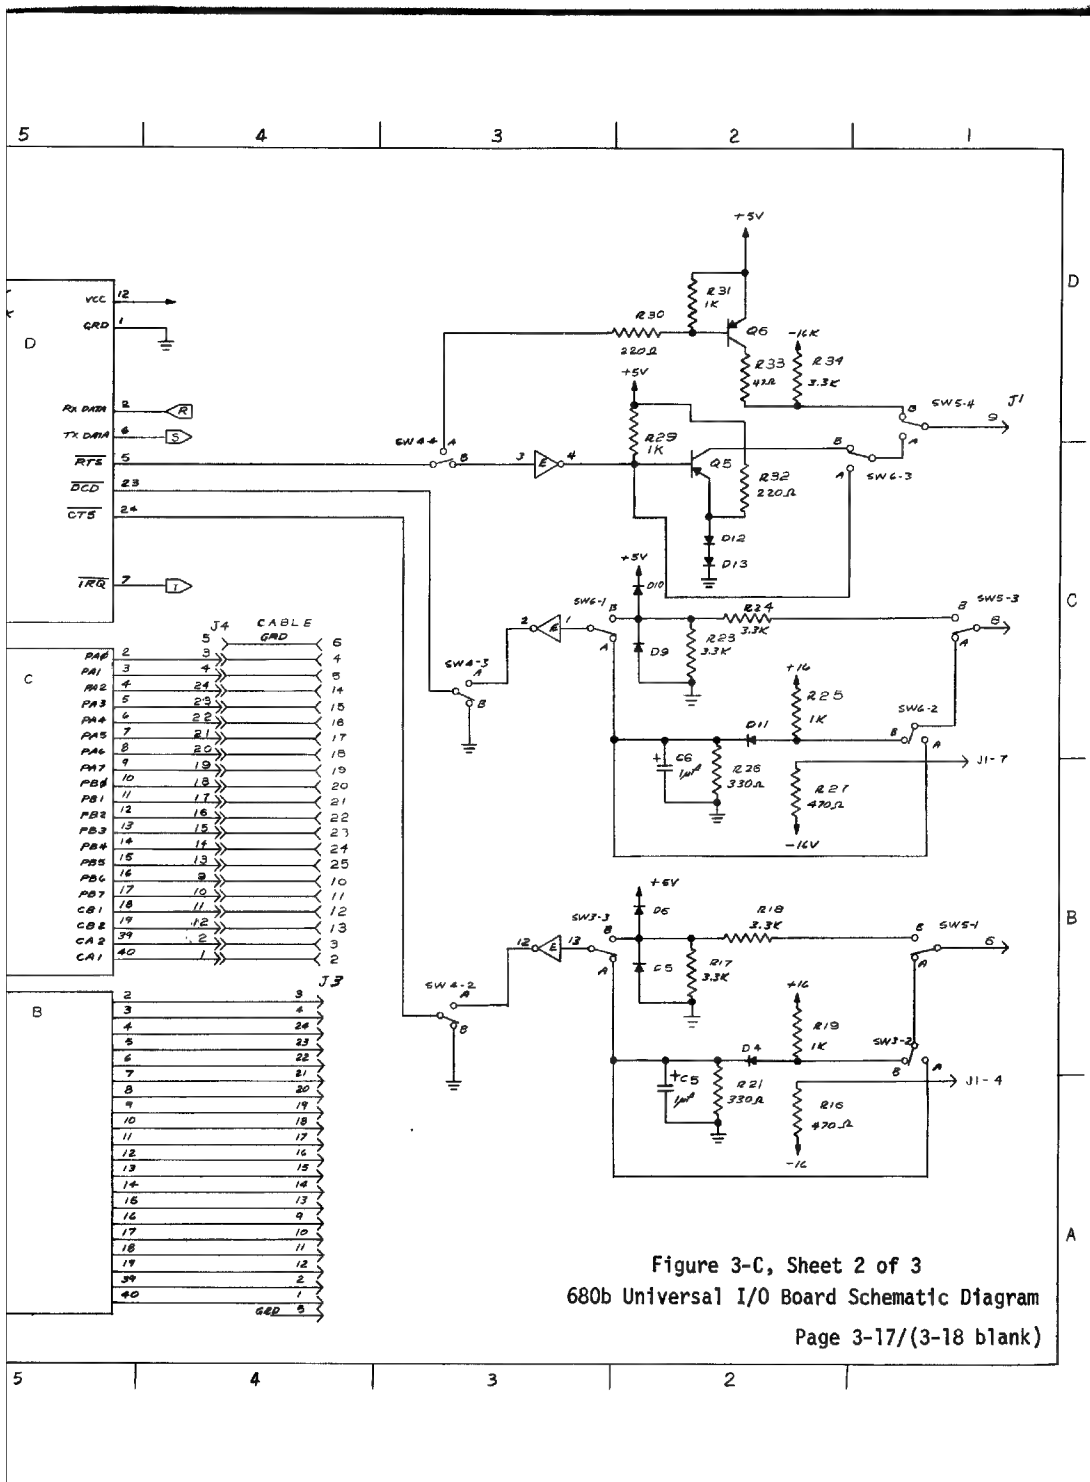 5 4 3 2 1
+5V
D
R31
1K
VCC 12
GRD 1
R30
220Ω
Q6
-16K
R33
42Ω
R34
3.3K
D
+5V
RX DATA 2 R
TX DATA 6 S
RTS 5
DCD 23
CTS 24
IRQ 7 I
SW4-4 A B
3 E 4
R29
1K
Q5
R32
220Ω
B SW5-4 J1
A 9
B
A SW6-3
D12
D13
+5V
D10
C
J4 CABLE
5 GRD 6
C
PAØ 2 3 4
PA1 3 4 5
PA2 4 24 14
PA3 5 23 15
PA4 6 22 16
PA5 7 21 17
PA6 8 20 18
PA7 9 19 19
PBØ 10 18 20
PB1 11 17 21
PB2 12 16 22
PB3 13 15 23
PB4 14 14 24
PB5 15 13 25
PB6 16 9 10
PB7 17 10 11
CB1 18 11 12
CB2 19 12 13
CA2 39 2 3
CA1 40 1 2
SW4-3 A B
2 E 1
SW6-1 B A
D9
R23
3.3K
R24
3.3K
B SW5-3
A 8
+16
R25
1K
D11
SW6-2
B A
+ C6
1µF
R26
330Ω
R27
470Ω
J1-7
-16V
+5V
D6
SW3-3 B A
12 E 13
R18
3.3K
R17
3.3K
B SW5-1
A 6
B
SW4-2 A B
+16
R19
1K
D4
SW3-2
B A
+ C5
1µF
R21
330Ω
R16
470Ω
J1-4
-16
J3
B
2 3
3 4
4 24
5 23
6 22
7 21
8 20
9 19
10 18
11 17
12 16
13 15
14 14
15 13
16 9
17 10
18 11
19 12
39 2
40 1
GRD 5
A
Figure 3-C, Sheet 2 of 3
680b Universal I/O Board Schematic Diagram
Page 3-17/(3-18 blank)
5 4 3 2